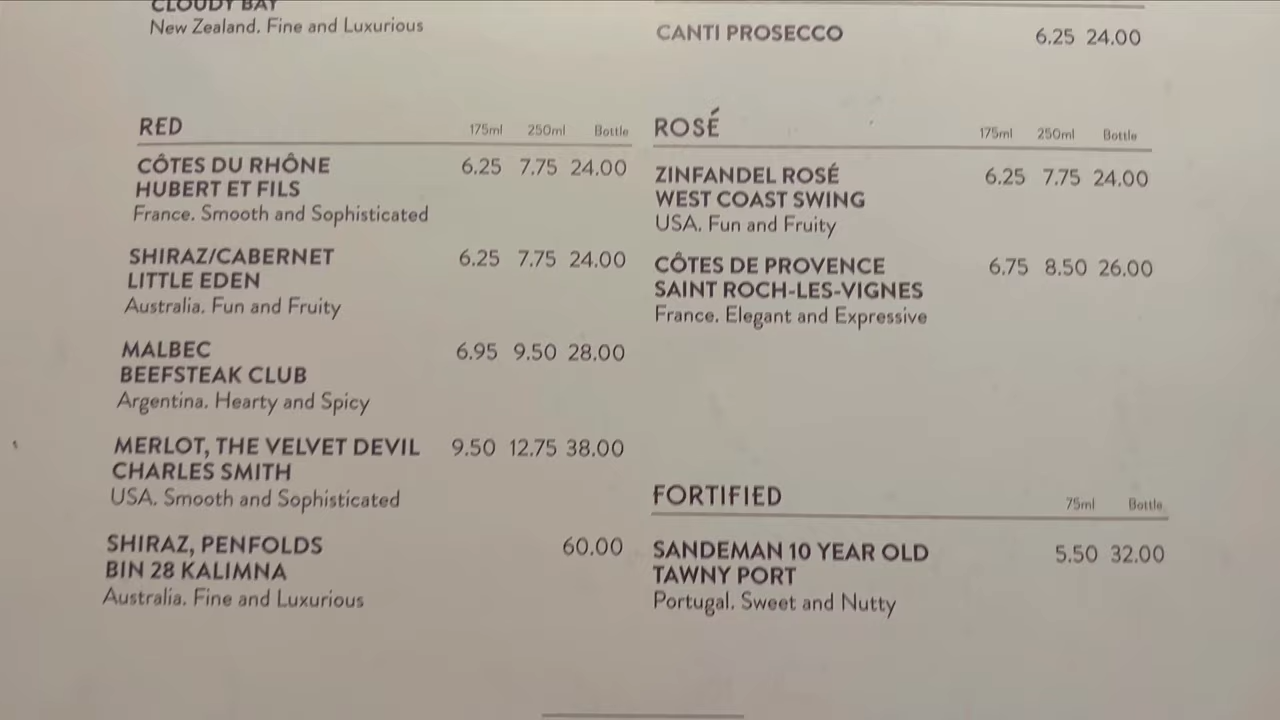 CLOUDY BAY
New Zealand. Fine and Luxurious
RED 175ml 250ml Bottle
CÔTES DU RHÔNE 6.25 7.75 24.00
HUBERT ET FILS
France. Smooth and Sophisticated
SHIRAZ/CABERNET 6.25 7.75 24.00
LITTLE EDEN
Australia. Fun and Fruity
MALBEC 6.95 9.50 28.00
BEEFSTEAK CLUB
Argentina. Hearty and Spicy
MERLOT, THE VELVET DEVIL 9.50 12.75 38.00
CHARLES SMITH
USA. Smooth and Sophisticated
SHIRAZ, PENFOLDS 60.00
BIN 28 KALIMNA
Australia. Fine and Luxurious
CANTI PROSECCO 6.25 24.00
ROSÉ 175ml 250ml Bottle
ZINFANDEL ROSÉ 6.25 7.75 24.00
WEST COAST SWING
USA. Fun and Fruity
CÔTES DE PROVENCE 6.75 8.50 26.00
SAINT ROCH-LES-VIGNES
France. Elegant and Expressive
FORTIFIED 75ml Bottle
SANDEMAN 10 YEAR OLD 5.50 32.00
TAWNY PORT
Portugal. Sweet and Nutty